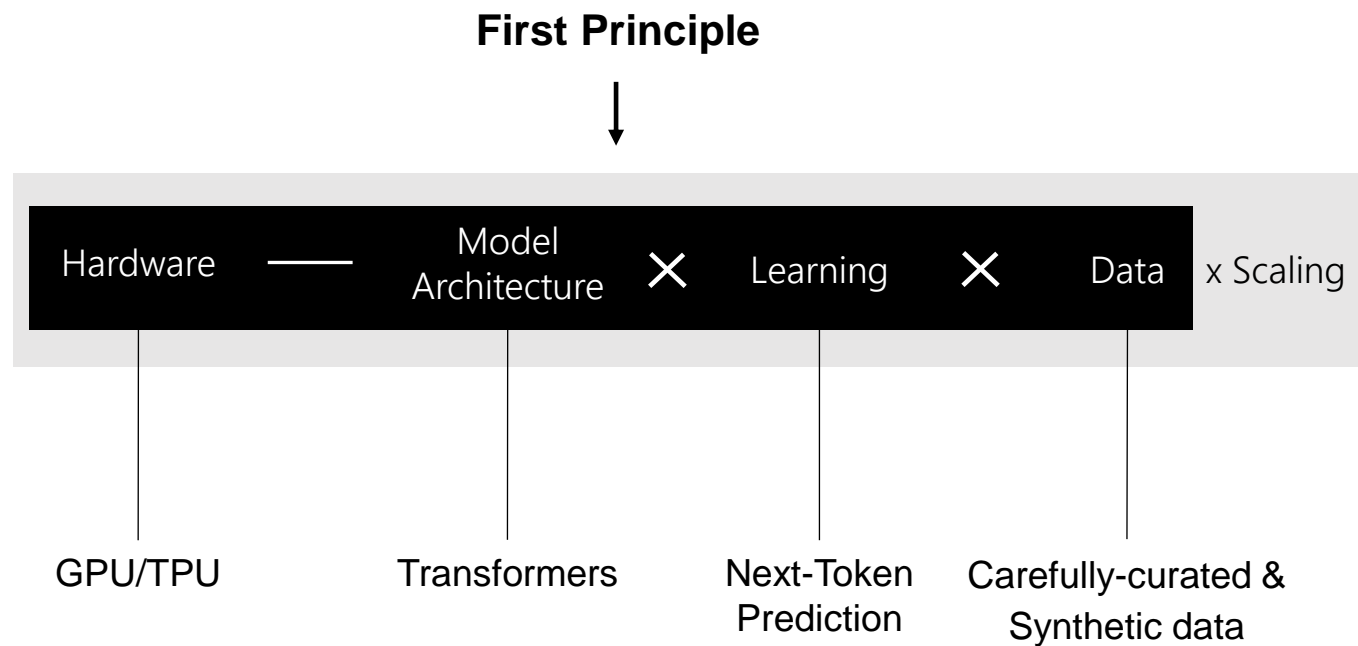 First Principle
Hardware — Model Architecture × Learning × Data x Scaling
GPU/TPU
Transformers
Next-Token
Prediction
Carefully-curated &
Synthetic data